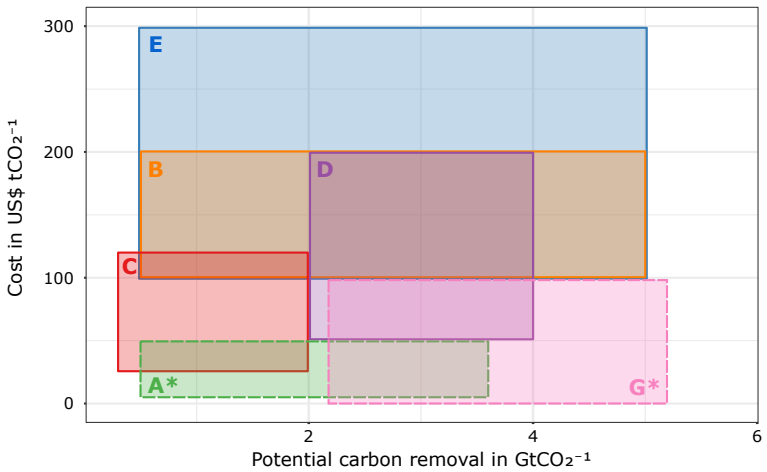 300
E
200
B
D
C
100
A*
G*
0
2
4
6
Cost in US$ tCO₂⁻¹
Potential carbon removal in GtCO₂⁻¹